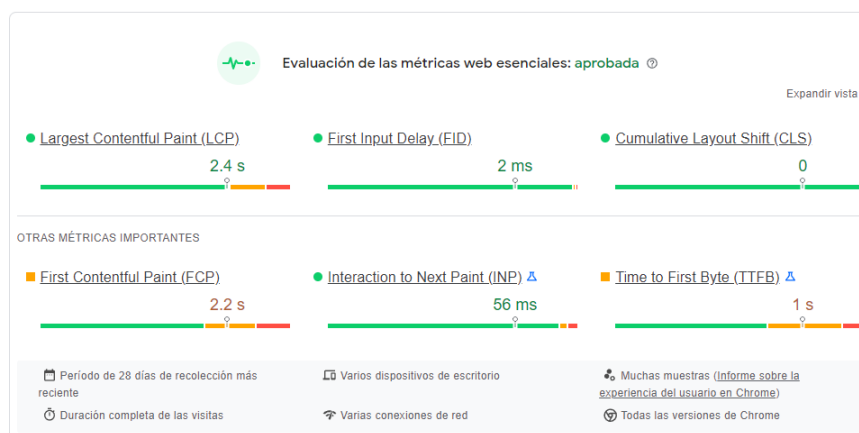 Evaluación de las métricas web esenciales: aprobada
Expandir vista
Largest Contentful Paint (LCP)
First Input Delay (FID)
Cumulative Layout Shift (CLS)
2.4 s
2 ms
0
OTRAS MÉTRICAS IMPORTANTES
First Contentful Paint (FCP)
Interaction to Next Paint (INP)
Time to First Byte (TTFB)
2.2 s
56 ms
1 s
Período de 28 días de recolección más
reciente
Varios dispositivos de escritorio
Muchas muestras (Informe sobre la
experiencia del usuario en Chrome)
Duración completa de las visitas
Varias conexiones de red
Todas las versiones de Chrome